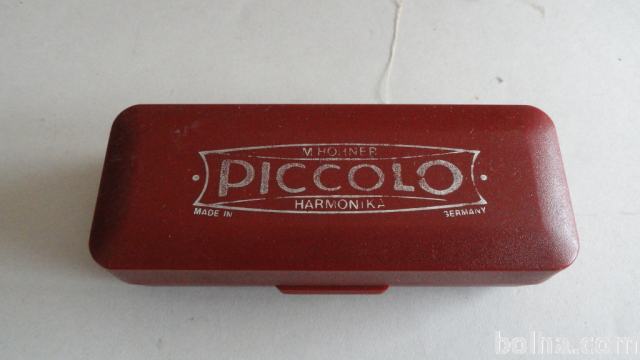 M.HOHNER
PICCOLO
HARMONIKA
MADE IN GERMANY
bolha.com